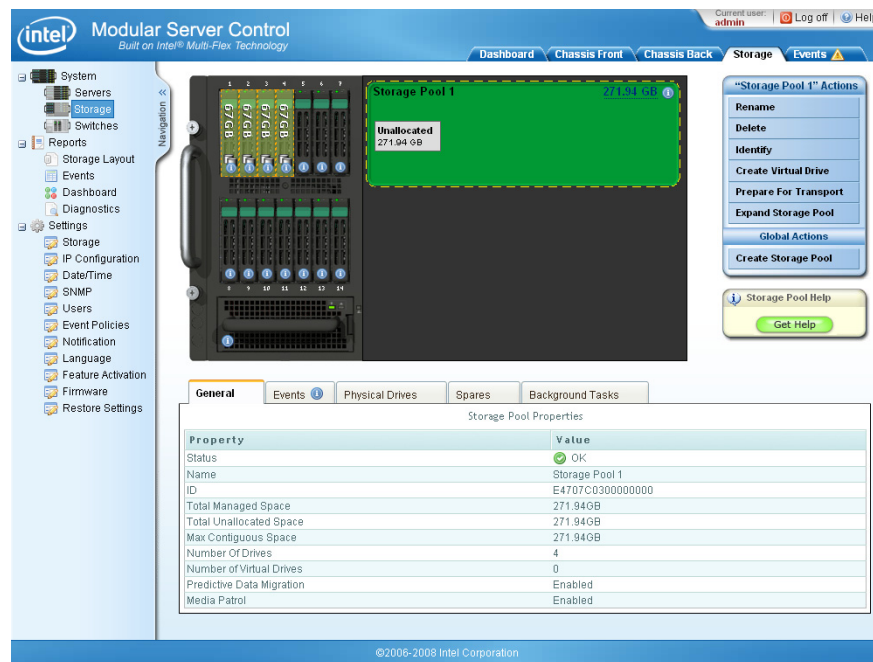 intel
Modular Server Control
Built on Intel® Multi-Flex Technology
Current user:
admin
Log off
Hel
Dashboard
Chassis Front
Chassis Back
Storage
Events
System
Servers
Storage
Switches
Reports
Storage Layout
Events
Dashboard
Diagnostics
Settings
Storage
IP Configuration
Date/Time
SNMP
Users
Event Policies
Notification
Language
Feature Activation
Firmware
Restore Settings
«
Navigation
1 2 3 4 5 6 7
67GB 67GB 67GB 67GB
8 9 10 11 12 13 14
Storage Pool 1
271.94 GB
Unallocated
271.94 GB
"Storage Pool 1" Actions
Rename
Delete
Identify
Create Virtual Drive
Prepare For Transport
Expand Storage Pool
Global Actions
Create Storage Pool
Storage Pool Help
Get Help
General
Events
Physical Drives
Spares
Background Tasks
Storage Pool Properties
Property Value
Status OK
Name Storage Pool 1
ID E4707C0300000000
Total Managed Space 271.94GB
Total Unallocated Space 271.94GB
Max Contiguous Space 271.94GB
Number Of Drives 4
Number of Virtual Drives 0
Predictive Data Migration Enabled
Media Patrol Enabled
©2006-2008 Intel Corporation